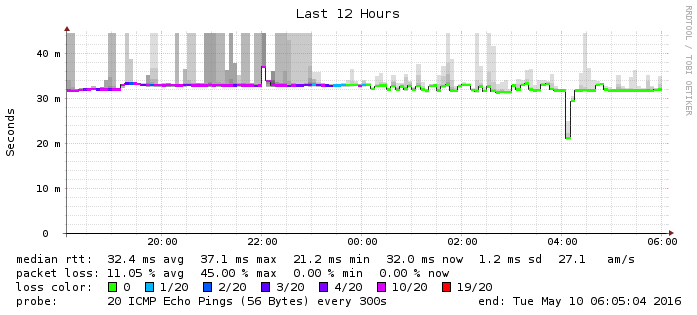 Last 12 Hours
RRDTOOL / TOBI OETIKER
Seconds
40 m
30 m
20 m
10 m
0
20:00 22:00 00:00 02:00 04:00 06:00
median rtt: 32.4 ms avg 37.1 ms max 21.2 ms min 32.0 ms now 1.2 ms sd 27.1 am/s
packet loss: 11.05 % avg 45.00 % max 0.00 % min 0.00 % now
loss color: 0 1/20 2/20 3/20 4/20 10/20 19/20
probe: 20 ICMP Echo Pings (56 Bytes) every 300s end: Tue May 10 06:05:04 2016